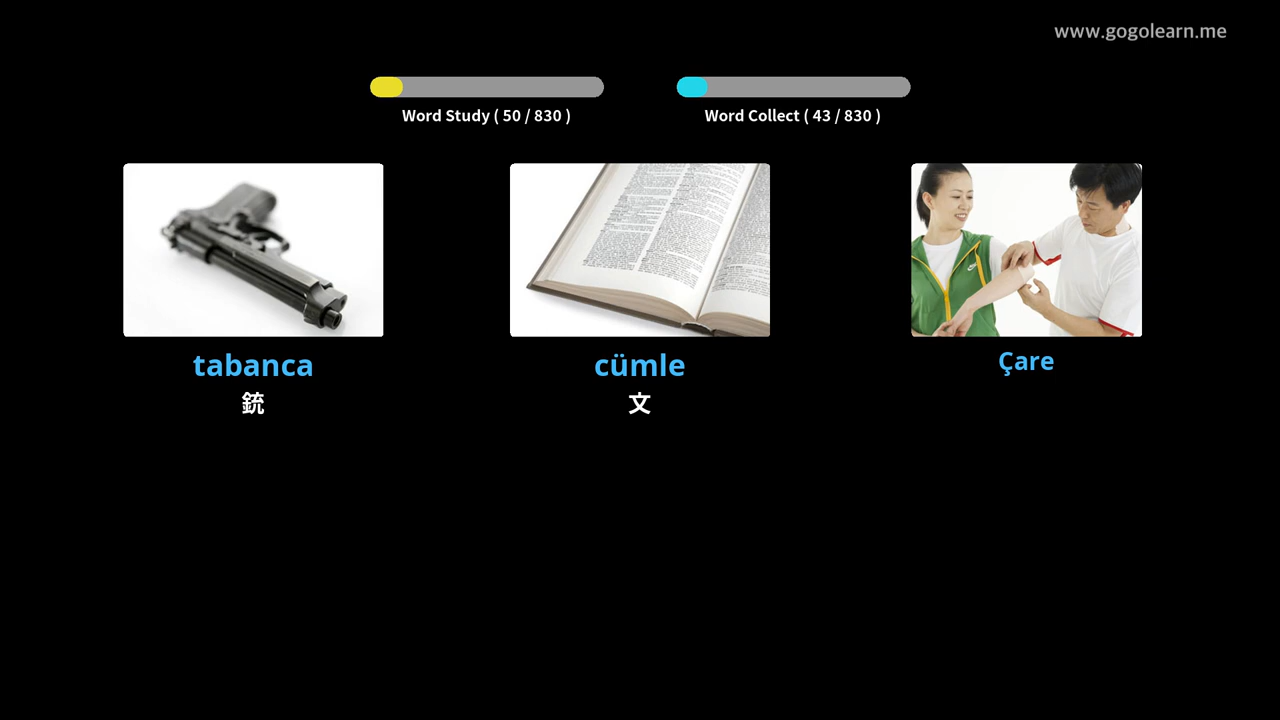 www.gogolearn.me
Word Study ( 50 / 830 )
Word Collect ( 43 / 830 )
tabanca
銃
cümle
文
Çare